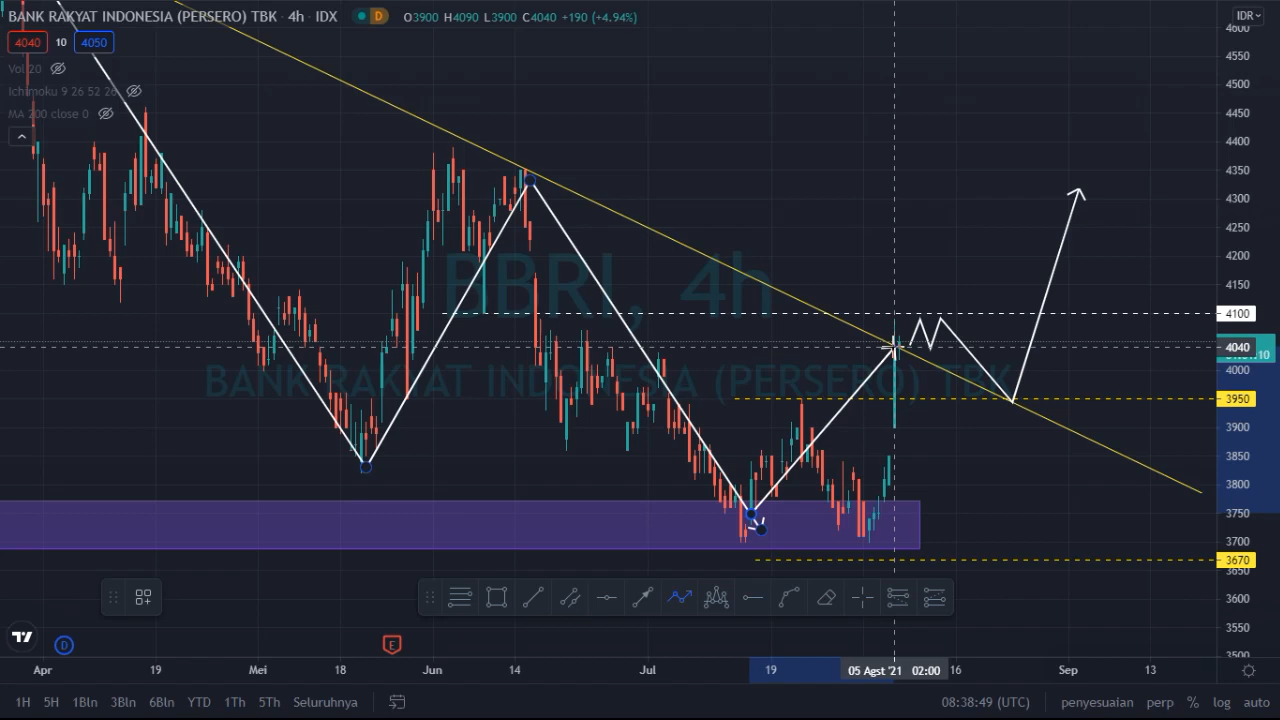 BANK RAKYAT INDONESIA (PERSERO) TBK · 4h · IDX D O3900 H4090 L3900 C4040 +190 (+4.94%)
IDR
4040 10 4050
Vol 20
Ichimoku 9 26 52 26
MA 200 close 0
BBRI, 4h
BANK RAKYAT INDONESIA (PERSERO) TBK
4600
4550
4500
4450
4400
4350
4300
4250
4200
4150
4100
4040
4000
3950
3900
3850
3800
3750
3700
3670
3650
3600
3550
3500
D E
Apr 19 Mei 18 Jun 14 Jul 19 05 Agst '21 02:00 16 Sep 13
1H 5H 1Bln 3Bln 6Bln YTD 1Th 5Th Seluruhnya 08:38:49 (UTC) penyesuaian perp % log auto